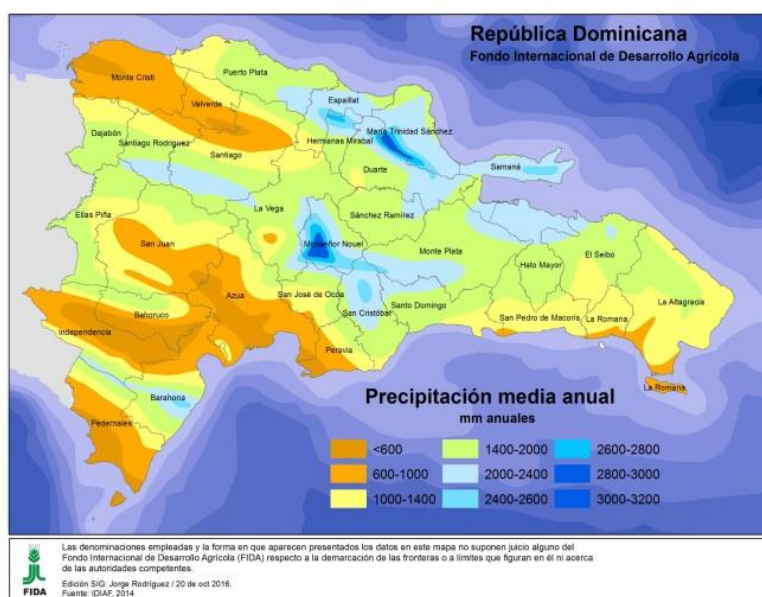 República Dominicana
Fondo Internacional de Desarrollo Agrícola
Monte Cristi
Puerto Plata
Valverde
Espaillat
María Trinidad Sánchez
Dajabón
Santiago Rodríguez
Santiago
Hermanas Mirabal
Samaná
Duarte
Elías Piña
La Vega
Sánchez Ramírez
San Juan
Monseñor Nouel
Monte Plata
Hato Mayor
El Seibo
Azua
San José de Ocoa
Santo Domingo
La Altagracia
Bahoruco
San Cristóbal
San Pedro de Macorís
La Romana
Independencia
Peravia
La Romana
Barahona
Pedernales
Precipitación media anual
mm anuales
<600
1400-2000
2600-2800
600-1000
2000-2400
2800-3000
1000-1400
2400-2600
3000-3200
Las denominaciones empleadas y la forma en que aparecen presentados los datos en este mapa no suponen juicio alguno del
Fondo Internacional de Desarrollo Agrícola (FIDA) respecto a la demarcación de las fronteras o a límites que figuran en él ni acerca
de las autoridades competentes.
Edición SIG: Jorge Rodríguez / 20 de oct 2016.
Fuente: IDIAF, 2014
FIDA